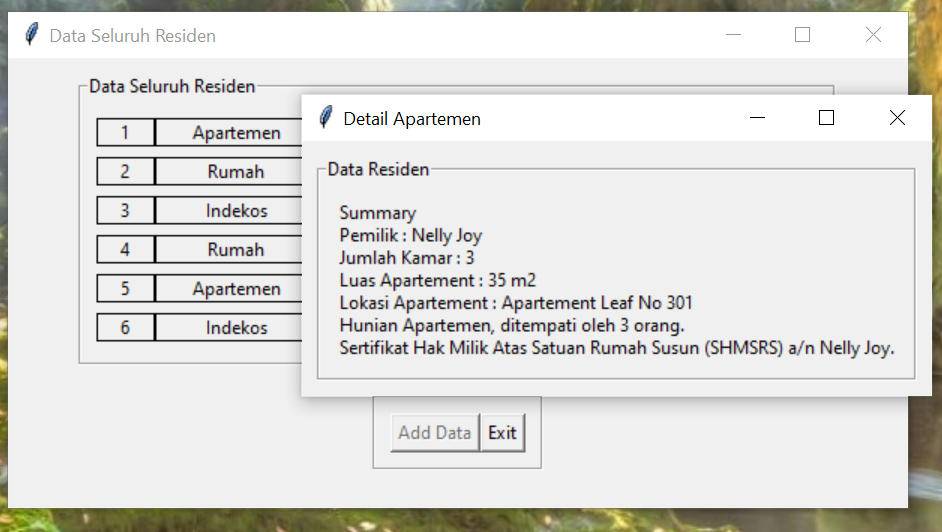 Data Seluruh Residen
Data Seluruh Residen
1 Apartemen
2 Rumah
3 Indekos
4 Rumah
5 Apartemen
6 Indekos
Detail Apartemen
Data Residen
Summary
Pemilik : Nelly Joy
Jumlah Kamar : 3
Luas Apartement : 35 m2
Lokasi Apartement : Apartement Leaf No 301
Hunian Apartemen, ditempati oleh 3 orang.
Sertifikat Hak Milik Atas Satuan Rumah Susun (SHMSRS) a/n Nelly Joy.
Add Data Exit